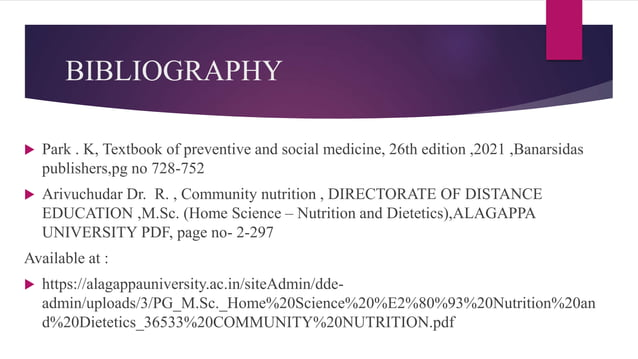 BIBLIOGRAPHY
Park . K, Textbook of preventive and social medicine, 26th edition ,2021 ,Banarsidas
publishers,pg no 728-752
Arivuchudar Dr. R. , Community nutrition , DIRECTORATE OF DISTANCE
EDUCATION ,M.Sc. (Home Science – Nutrition and Dietetics),ALAGAPPA
UNIVERSITY PDF, page no- 2-297
Available at :
https://alagappauniversity.ac.in/siteAdmin/dde-
admin/uploads/3/PG_M.Sc._Home%20Science%20%E2%80%93%20Nutrition%20an
d%20Dietetics_36533%20COMMUNITY%20NUTRITION.pdf